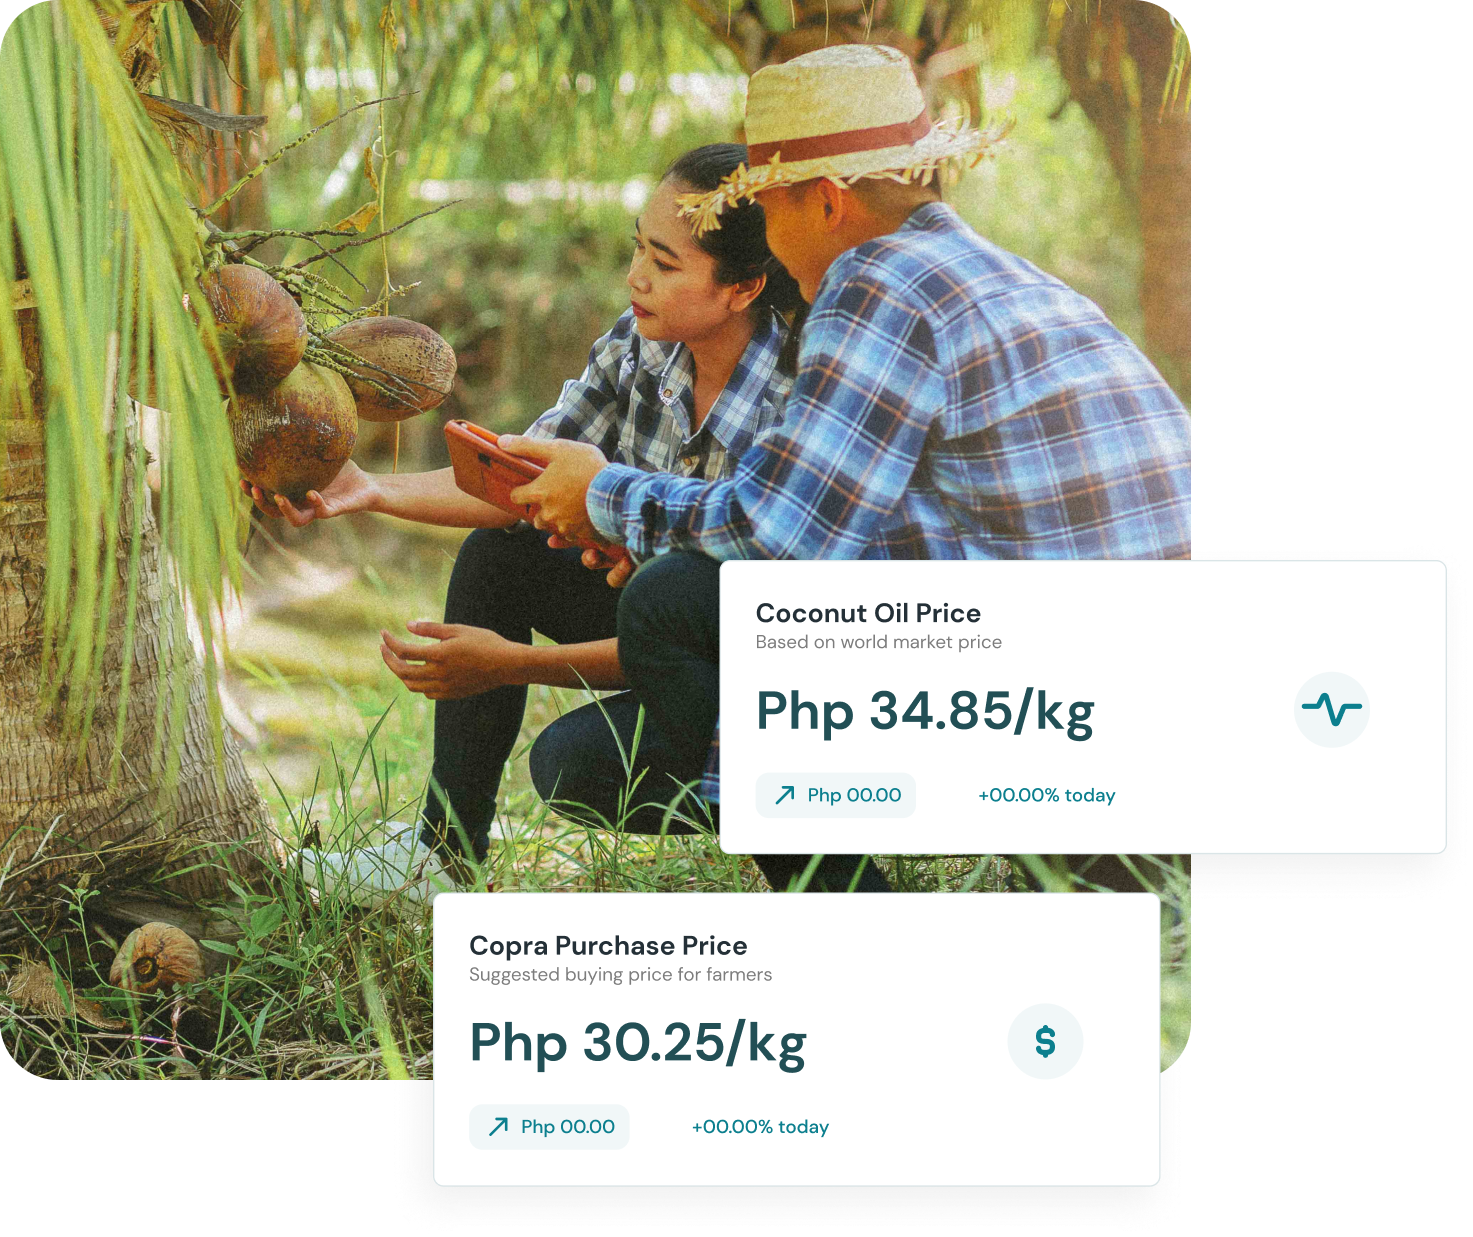 Coconut Oil Price
Based on world market price
Php 34.85/kg
Php 00.00
+00.00% today
Copra Purchase Price
Suggested buying price for farmers
Php 30.25/kg
$
Php 00.00
+00.00% today